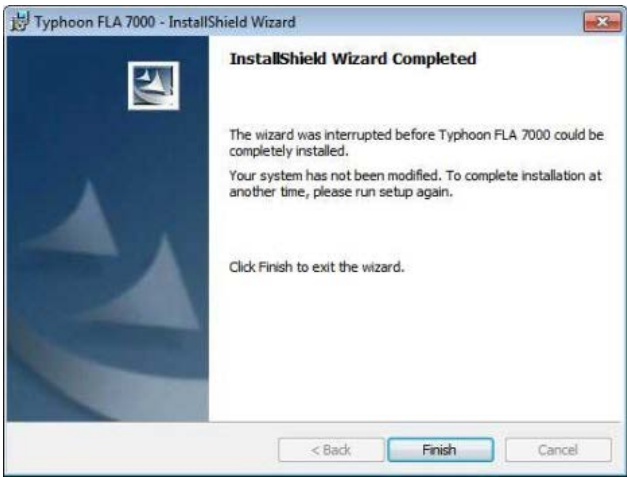 Typhoon FLA 7000 - InstallShield Wizard
InstallShield Wizard Completed
The wizard was interrupted before Typhoon FLA 7000 could be
completely installed.
Your system has not been modified. To complete installation at
another time, please run setup again.
Click Finish to exit the wizard.
< Back
Finish
Cancel